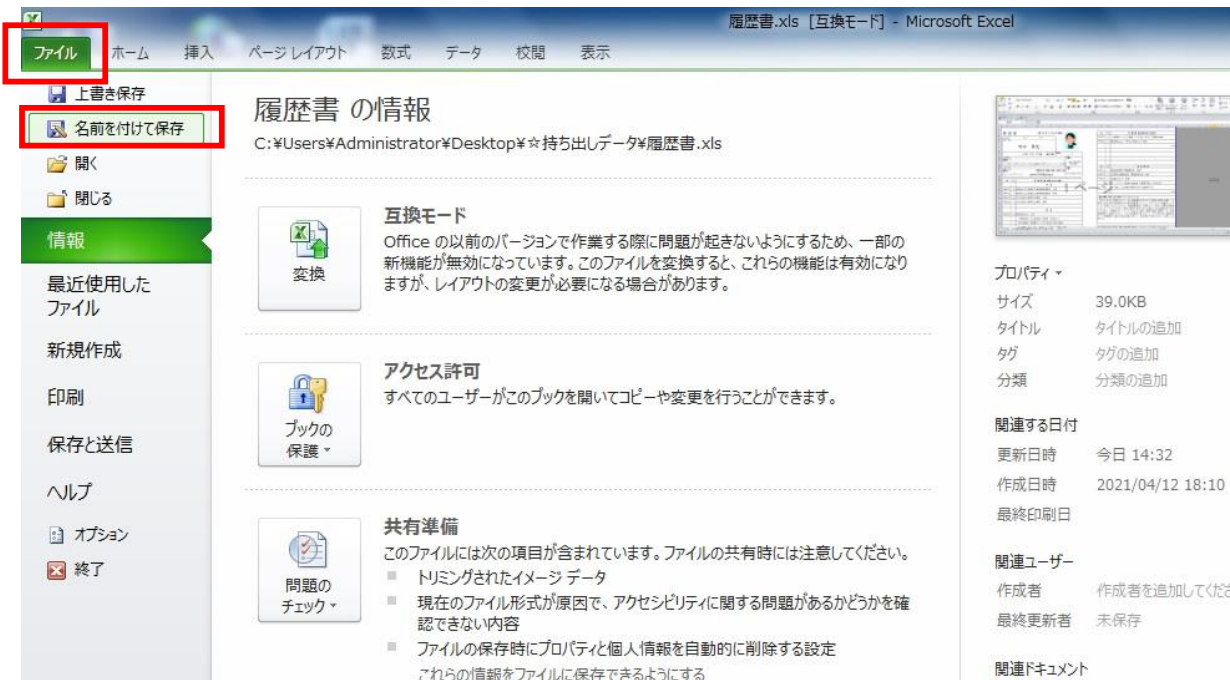 履歴書.xls [互換モード] - Microsoft Excel
ファイル ホーム 挿入 ページ レイアウト 数式 データ 校閲 表示
上書き保存
名前を付けて保存
開く
閉じる
情報
最近使用した
ファイル
新規作成
印刷
保存と送信
ヘルプ
オプション
終了
履歴書 の情報
C:¥Users¥Administrator¥Desktop¥☆持ち出しデータ¥履歴書.xls
変換
互換モード
Office の以前のバージョンで作業する際に問題が起きないようにするため、一部の
新機能が無効になっています。このファイルを変換すると、これらの機能は有効になり
ますが、レイアウトの変更が必要になる場合があります。
ブックの
保護
アクセス許可
すべてのユーザーがこのブックを開いてコピーや変更を行うことができます。
問題の
チェック
共有準備
このファイルには次の項目が含まれています。ファイルの共有時には注意してください。
トリミングされたイメージ データ
現在のファイル形式が原因で、アクセシビリティに関する問題があるかどうかを確
認できない内容
ファイルの保存時にプロパティと個人情報を自動的に削除する設定
これらの情報をファイルに保存できるようにする
プロパティ
サイズ 39.0KB
タイトル タイトルの追加
タグ タグの追加
分類 分類の追加
関連する日付
更新日時 今日 14:32
作成日時 2021/04/12 18:10
最終印刷日
関連ユーザー
作成者 作成者を追加してくださ
最終更新者 未保存
関連ドキュメント